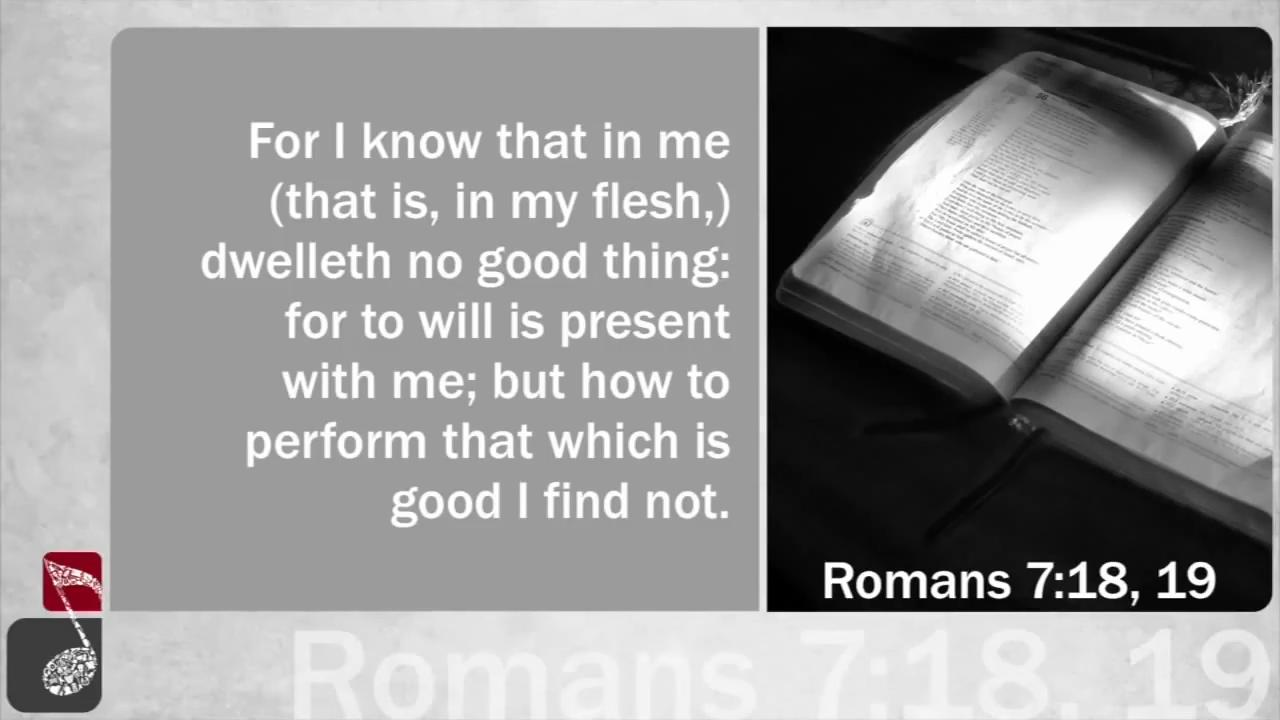 For I know that in me
(that is, in my flesh,)
dwelleth no good thing:
for to will is present
with me; but how to
perform that which is
good I find not.
Romans 7:18, 19
Romans 7:18, 19